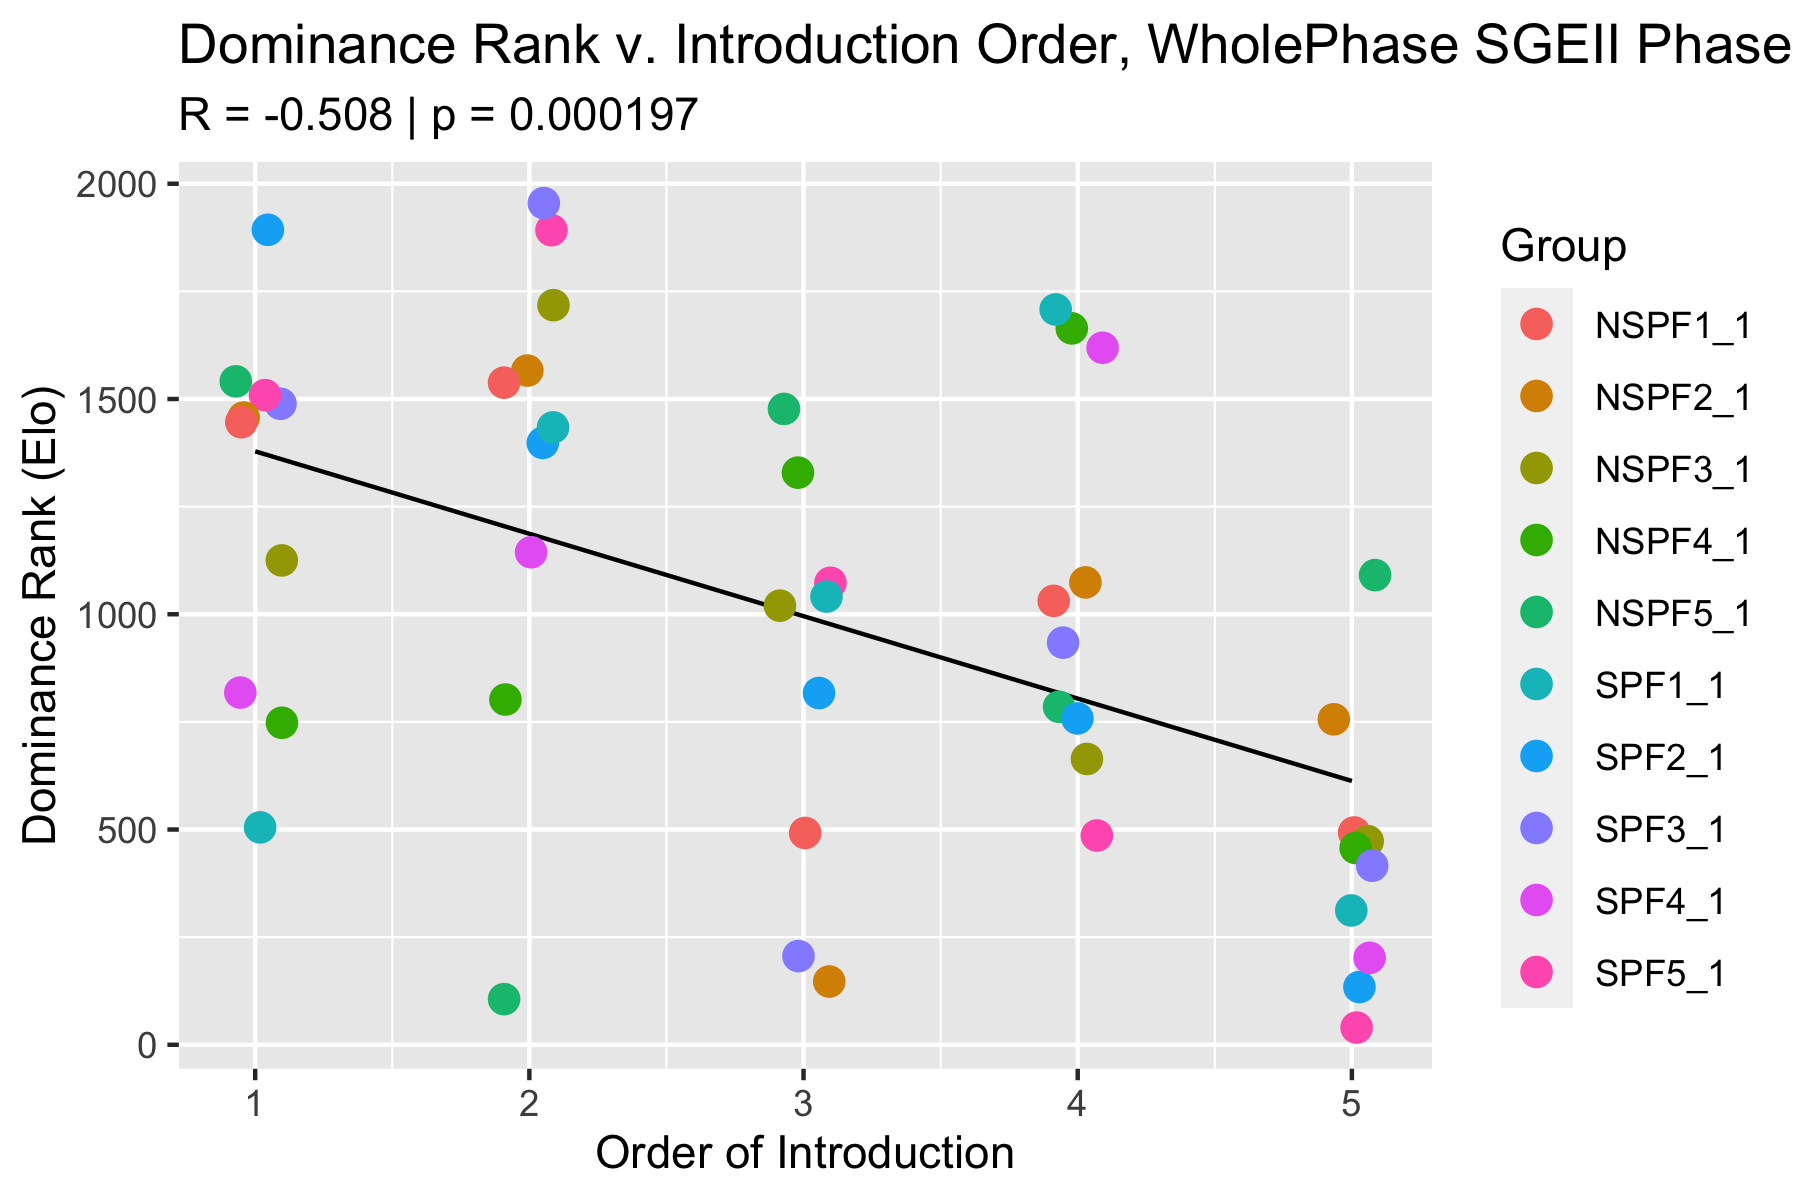 Dominance Rank v. Introduction Order, WholePhase SGEII Phase
R = -0.508 | p = 0.000197
Dominance Rank (Elo)
2000
1500
1000
500
0
1 2 3 4 5
Order of Introduction
Group
NSPF1_1
NSPF2_1
NSPF3_1
NSPF4_1
NSPF5_1
SPF1_1
SPF2_1
SPF3_1
SPF4_1
SPF5_1